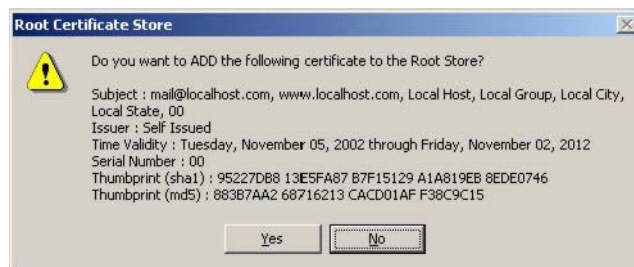 Root Certificate Store
Do you want to ADD the following certificate to the Root Store?
Subject : mail@localhost.com, www.localhost.com, Local Host, Local Group, Local City,
Local State, 00
Issuer : Self Issued
Time Validity : Tuesday, November 05, 2002 through Friday, November 02, 2012
Serial Number : 00
Thumbprint (sha1) : 95227DB8 13E5FA87 B7F15129 A1A819EB 8EDE0746
Thumbprint (md5) : 883B7AA2 68716213 CACD01AF F38C9C15
Yes No